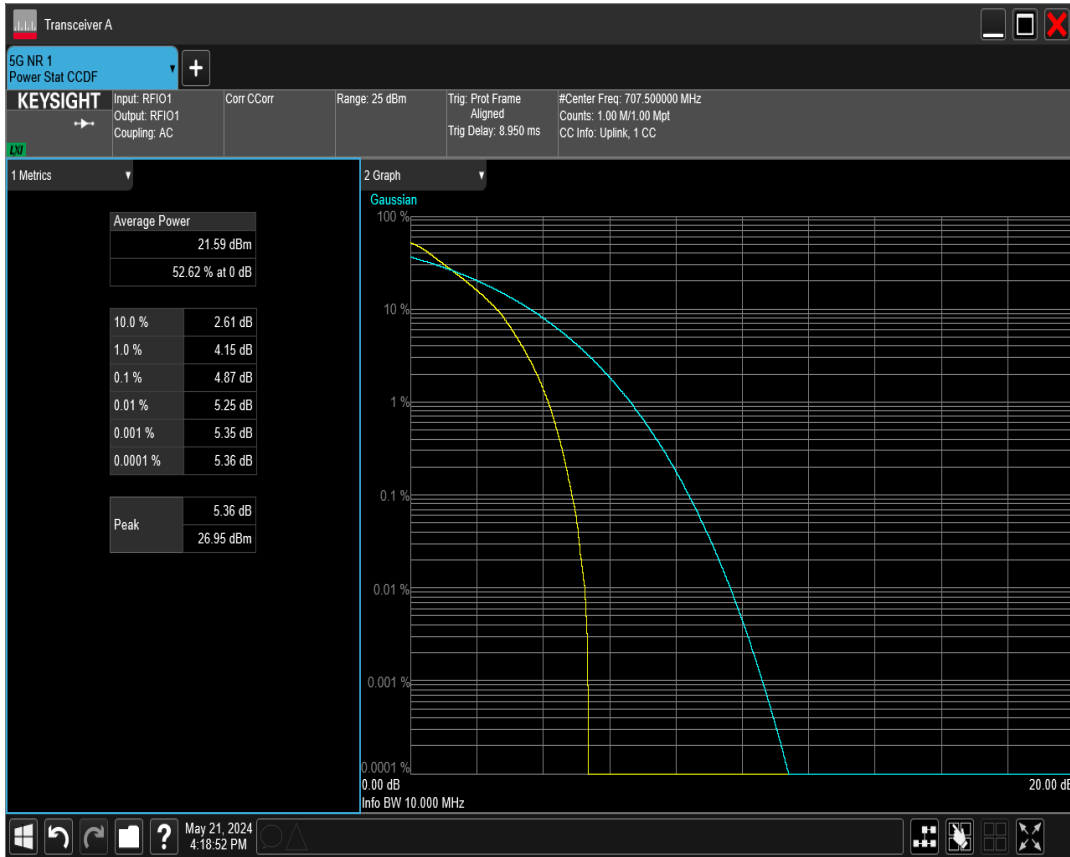 Transceiver A
5G NR 1
Power Stat CCDF
KEYSIGHT
LXI
Input: RFIO1
Output: RFIO1
Coupling: AC
Corr CCorr
Range: 25 dBm
Trig: Prot Frame
Aligned
Trig Delay: 8.950 ms
#Center Freq: 707.500000 MHz
Counts: 1.00 M/1.00 Mpt
CC Info: Uplink, 1 CC
1 Metrics
Average Power
21.59 dBm
52.62 % at 0 dB
10.0 % 2.61 dB
1.0 % 4.15 dB
0.1 % 4.87 dB
0.01 % 5.25 dB
0.001 % 5.35 dB
0.0001 % 5.36 dB
Peak
5.36 dB
26.95 dBm
2 Graph
Gaussian
100 %
10 %
1 %
0.1 %
0.01 %
0.001 %
0.0001 %
0.00 dB 20.00 dB
Info BW 10.000 MHz
?
May 21, 2024
4:18:52 PM